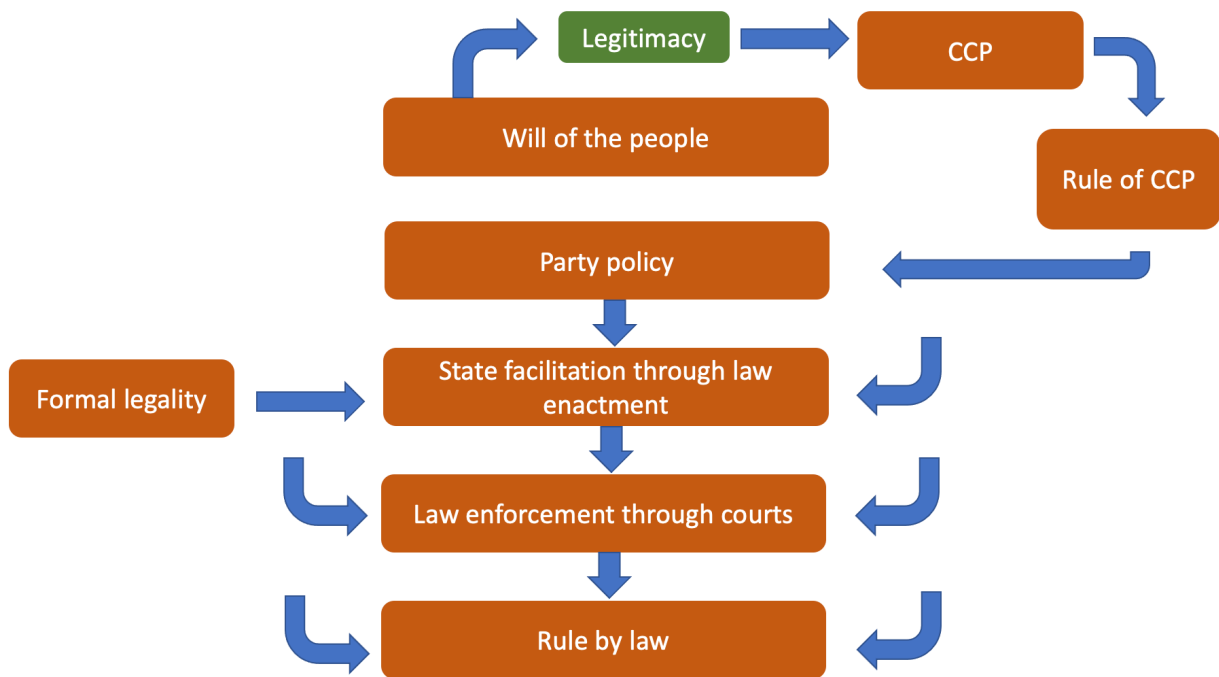 Legitimacy
CCP
Will of the people
Rule of CCP
Party policy
State facilitation through law
enactment
Formal legality
Law enforcement through courts
Rule by law